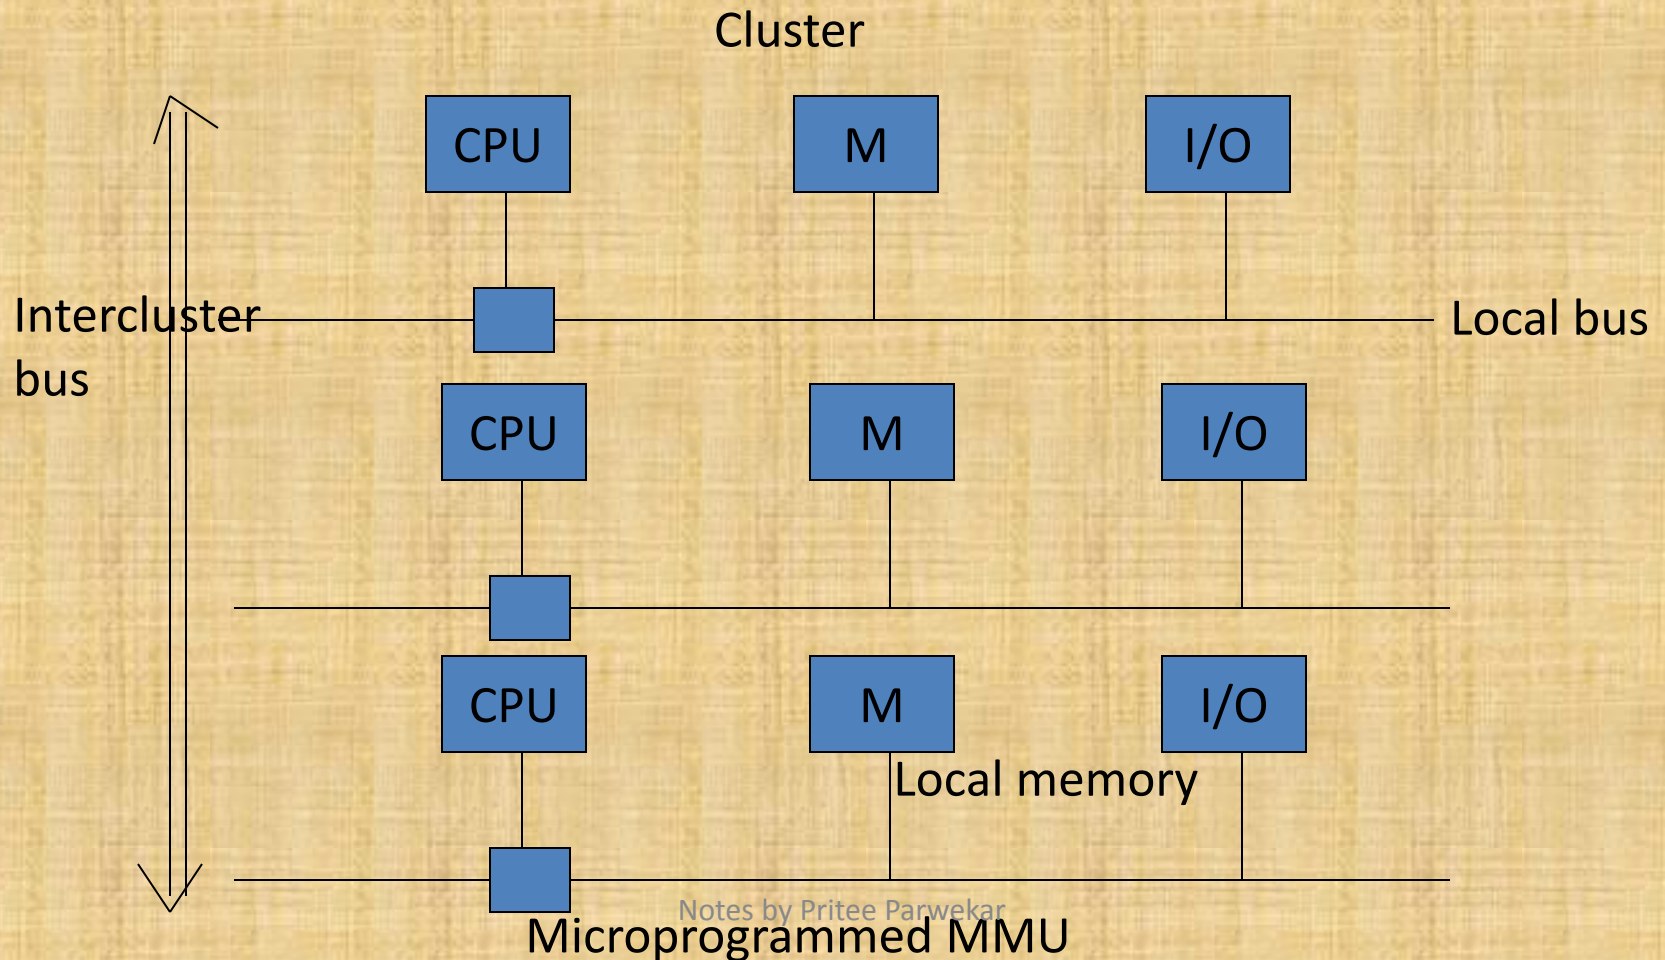 Cluster
CPU
M
I/O
Intercluster
bus
Local bus
CPU
M
I/O
CPU
M
I/O
Local memory
Notes by Pritee Parwekar
Microprogrammed MMU